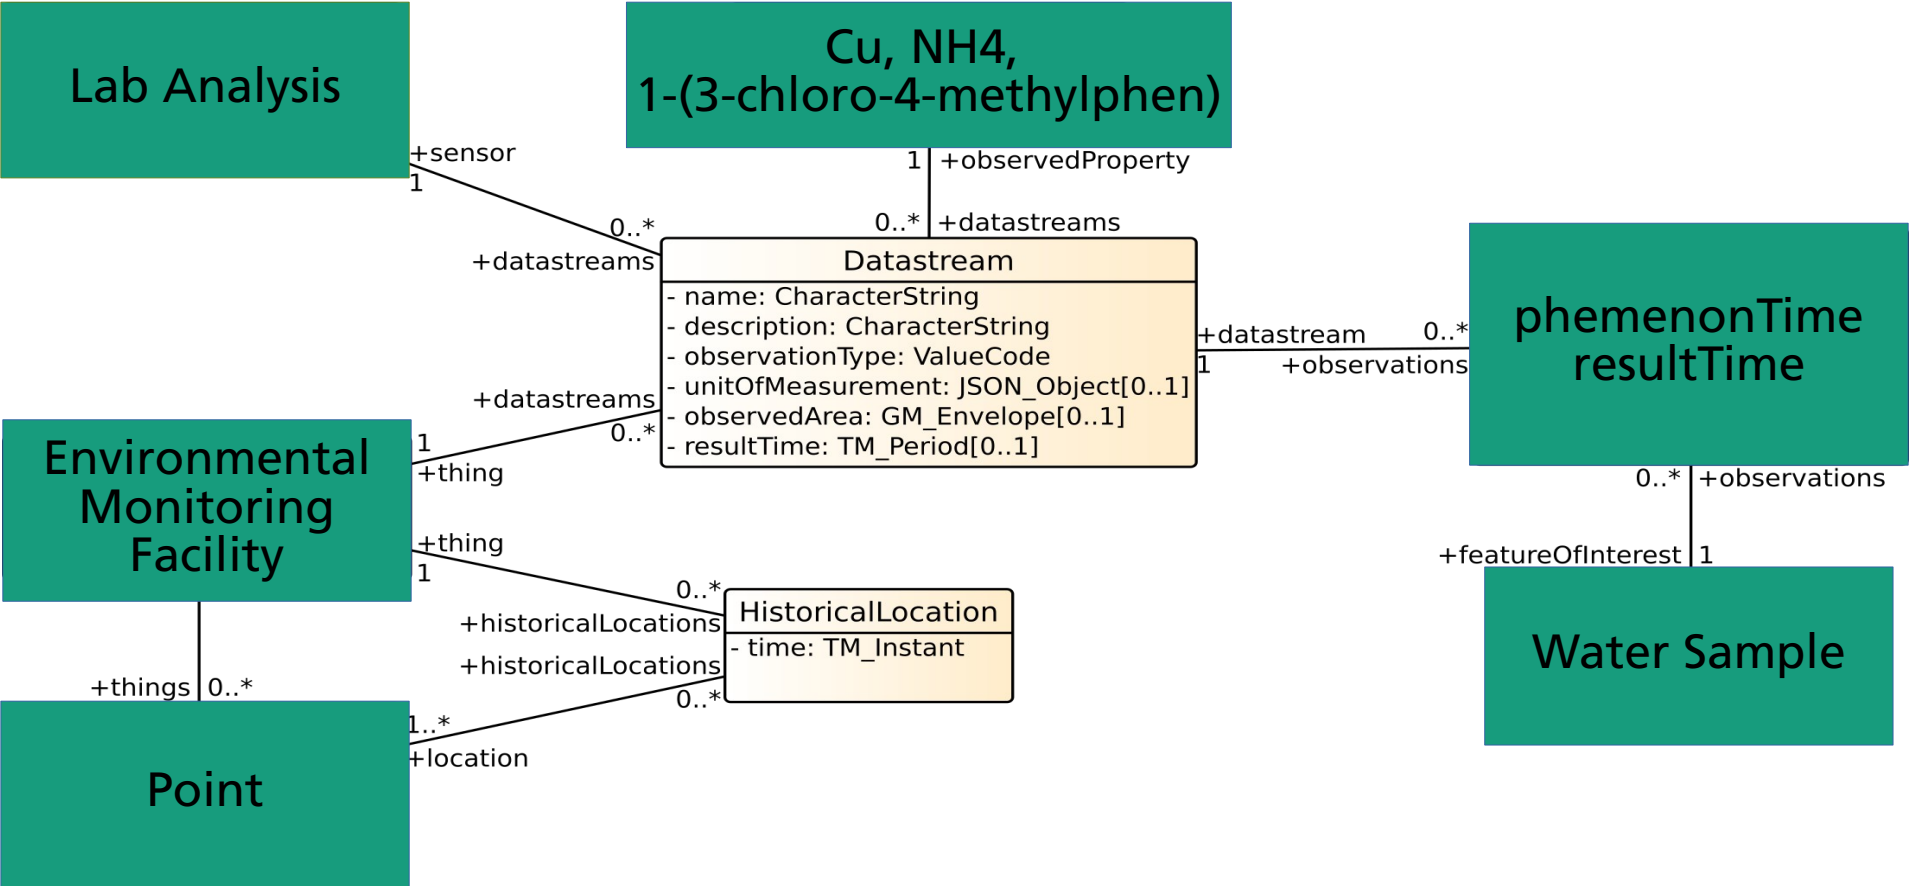 Lab Analysis
Cu, NH4,
1-(3-chloro-4-methylphen)
+sensor
1
0..*
+datastreams
1 +observedProperty
0..* +datastreams
Datastream
- name: CharacterString
- description: CharacterString
- observationType: ValueCode
- unitOfMeasurement: JSON_Object[0..1]
- observedArea: GM_Envelope[0..1]
- resultTime: TM_Period[0..1]
+datastream
1
0..*
+observations
phemenonTime
resultTime
+datastreams
0..*
1
+thing
Environmental
Monitoring
Facility
+thing
1
0..*
+historicalLocations
HistoricalLocation
- time: TM_Instant
+historicalLocations
0..*
1..*
+location
+things 0..*
Point
0..* +observations
+featureOfInterest 1
Water Sample